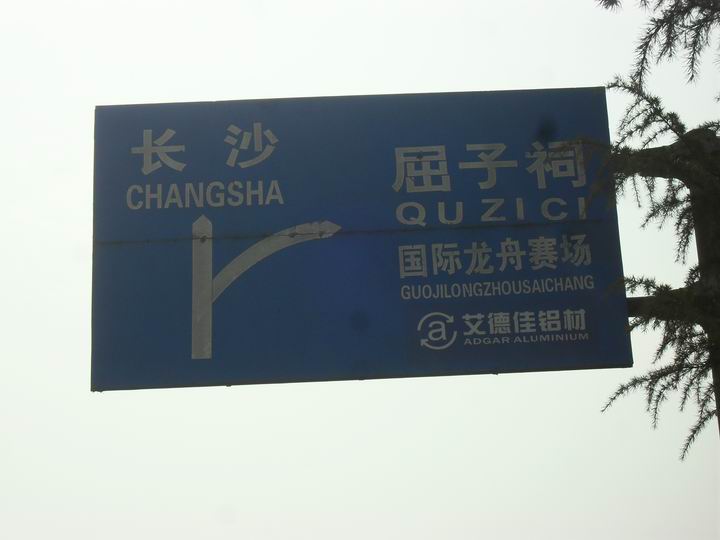 长沙
CHANGSHA
屈子祠
QUZICI
国际龙舟赛场
GUOJILONGZHOUSAICHANG
a 艾德佳铝材
ADGAR ALUMINIUM